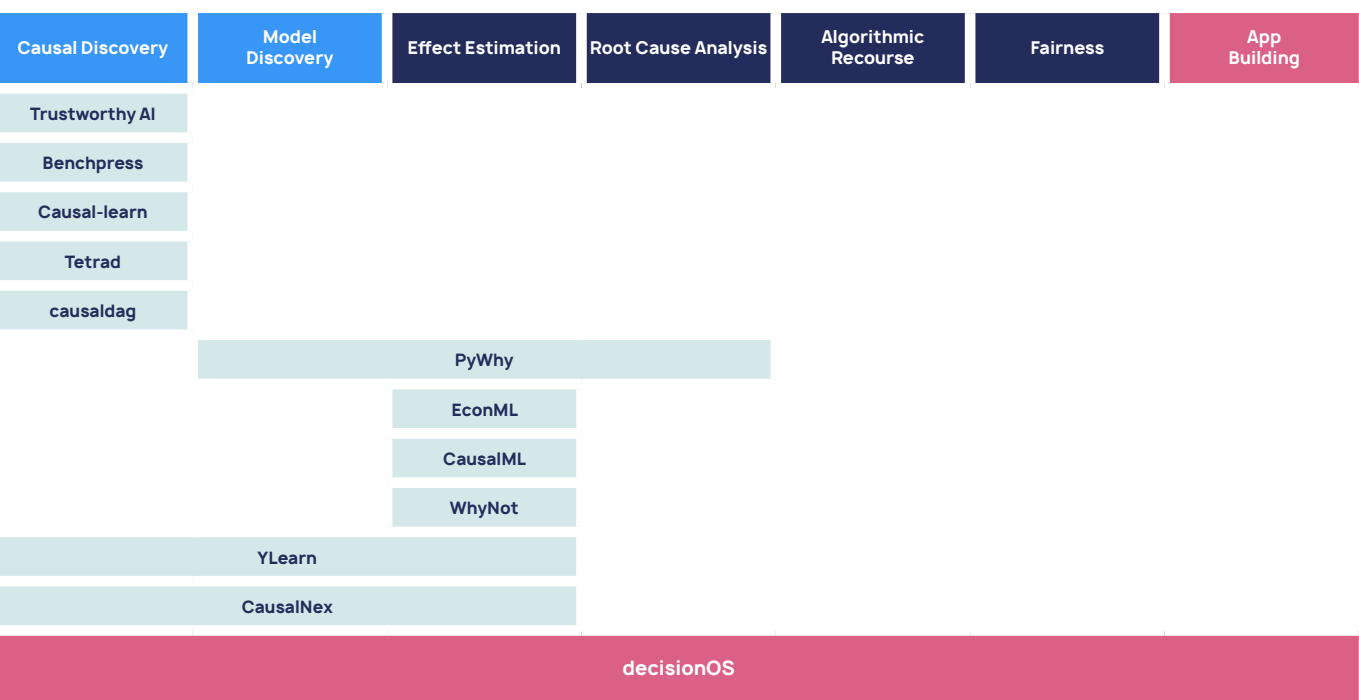 Causal Discovery
Model
Discovery
Effect Estimation
Root Cause Analysis
Algorithmic
Recourse
Fairness
App
Building
Trustworthy AI
Benchpress
Causal-learn
Tetrad
causaldag
PyWhy
EconML
CausalML
WhyNot
YLearn
CausalNex
decisionOS